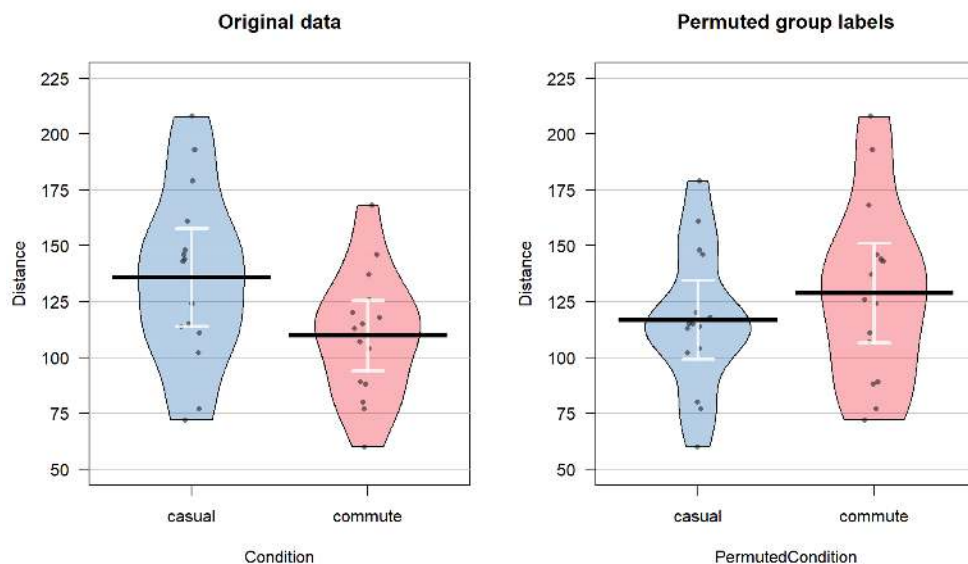 Original data
225
200
175
150
125
100
75
50
Distance
casual
commute
Condition
Permuted group labels
225
200
175
150
125
100
75
50
Distance
casual
commute
PermutedCondition